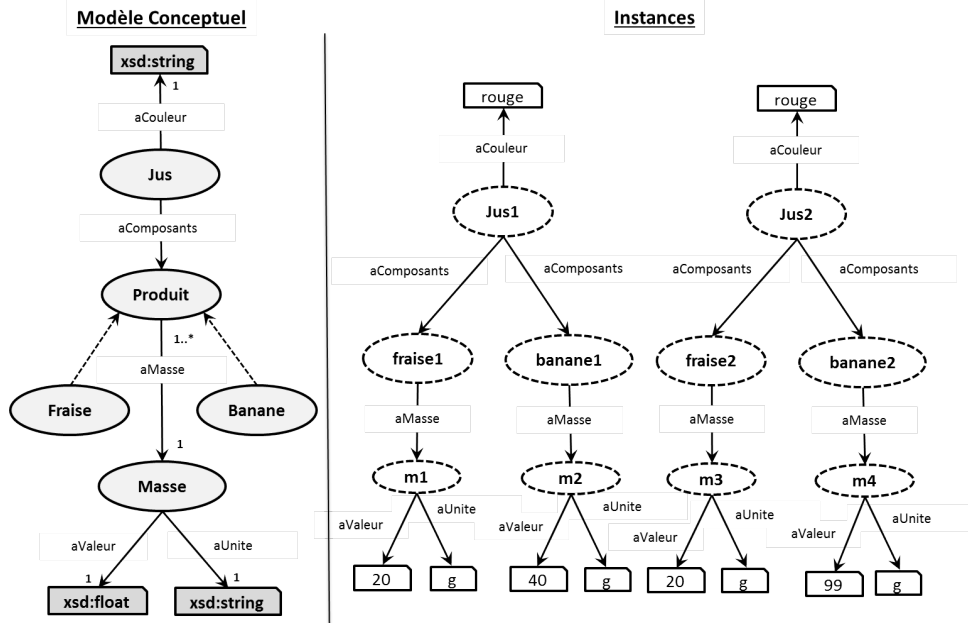 Modèle Conceptuel
xsd:string
1
aCouleur
Jus
aComposants
Produit
1..*
aMasse
Fraise
Banane
1
Masse
aValeur
aUnite
1
1
xsd:float
xsd:string
Instances
rouge
rouge
aCouleur
aCouleur
Jus1
Jus2
aComposants
aComposants
aComposants
aComposants
fraise1
banane1
fraise2
banane2
aMasse
aMasse
aMasse
aMasse
m1
m2
m3
m4
aValeur
aUnite
aValeur
aUnite
aValeur
aUnite
aValeur
aUnite
20
g
40
g
20
g
99
g